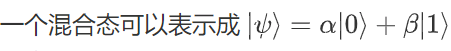 一个混合态可以表示成 |ψ⟩ = α|0⟩ + β|1⟩